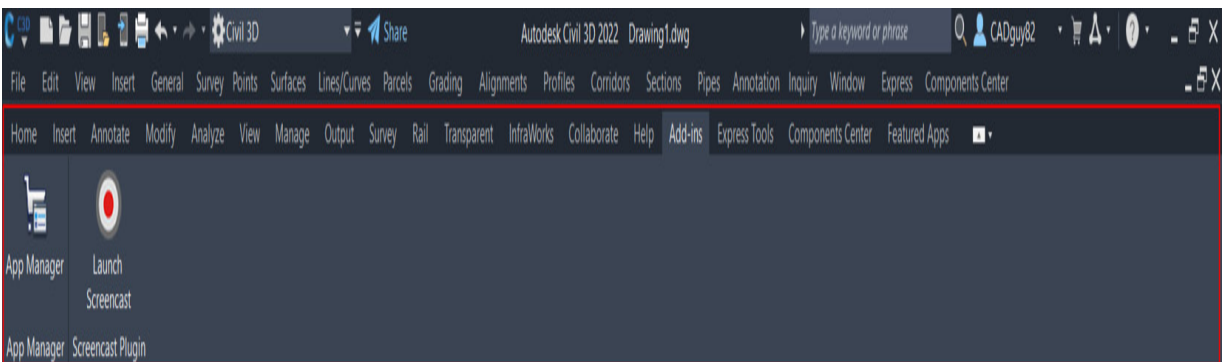 C3D Civil 3D Share Autodesk Civil 3D 2022 Drawing1.dwg Type a keyword or phrase CADguy82
File Edit View Insert General Survey Points Surfaces Lines/Curves Parcels Grading Alignments Profiles Corridors Sections Pipes Annotation Inquiry Window Express Components Center
Home Insert Annotate Modify Analyze View Manage Output Survey Rail Transparent InfraWorks Collaborate Help Add-ins Express Tools Components Center Featured Apps
App Manager Launch
Screencast
App Manager Screencast Plugin